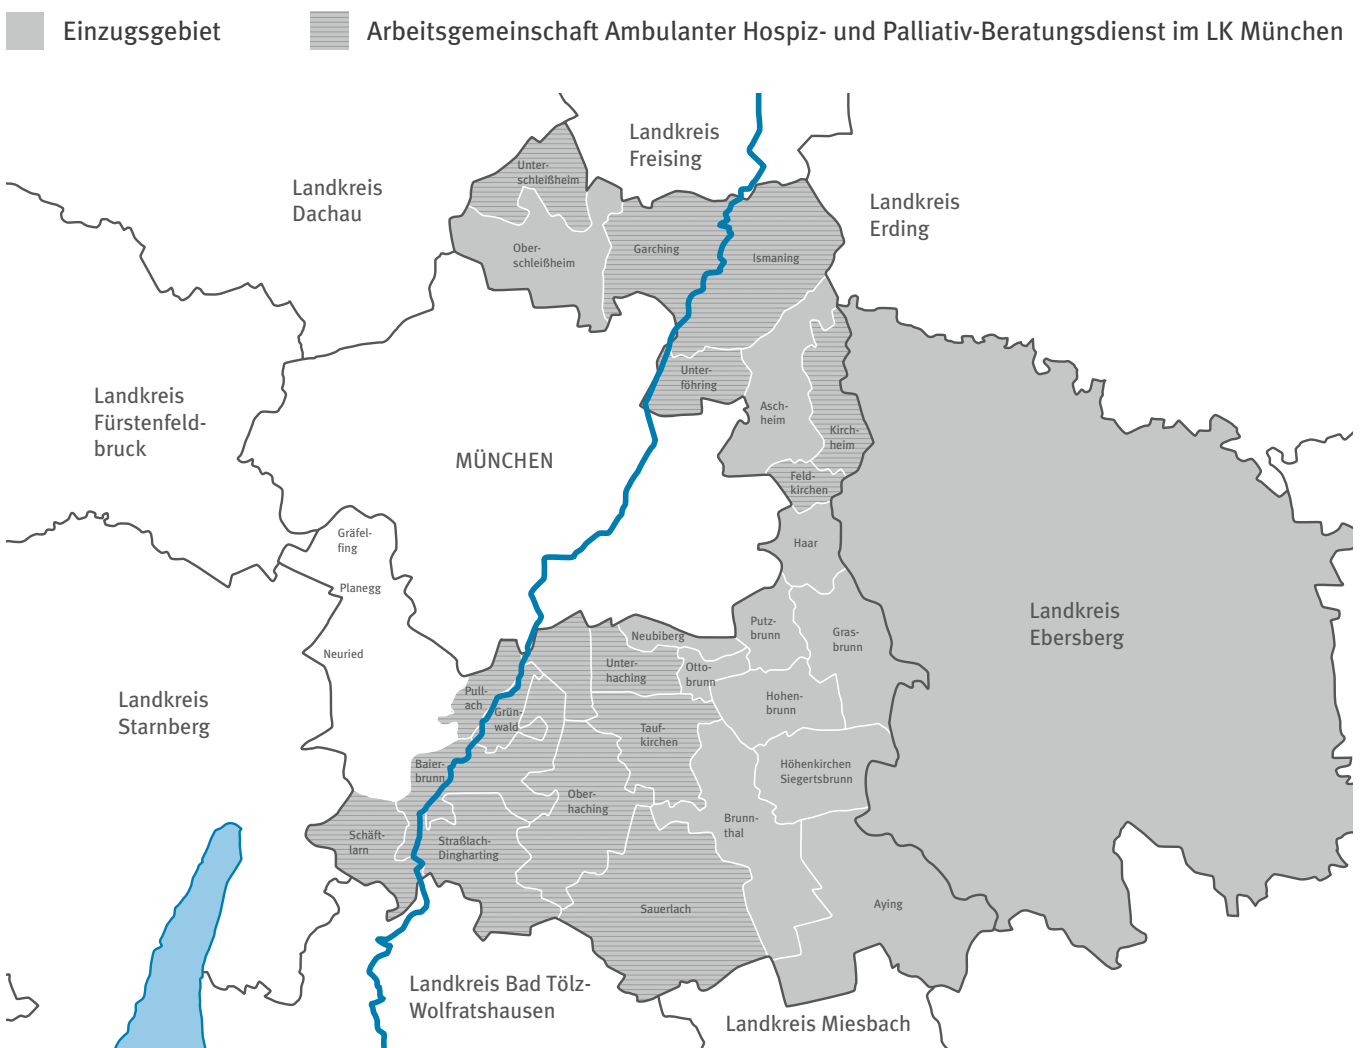 Einzugsgebiet
Arbeitsgemeinschaft Ambulanter Hospiz- und Palliativ-Beratungsdienst im LK München
Landkreis
Freising
Unter-
schleißheim
Landkreis
Dachau
Landkreis
Erding
Ober-
schleißheim
Garching
Ismaning
Unter-
föhring
Landkreis
Fürstenfeld-
bruck
Asch-
heim
Kirch-
heim
MÜNCHEN
Feld-
kirchen
Gräfel-
fing
Haar
Planegg
Landkreis
Ebersberg
Putz-
brunn
Gras-
brunn
Neubiberg
Neuried
Unter-
haching
Otto-
brunn
Landkreis
Starnberg
Pull-
ach
Grün-
wald
Hohen-
brunn
Tauf-
kirchen
Baier-
brunn
Höhenkirchen
Siegertsbrunn
Ober-
haching
Brunn-
thal
Schäft-
larn
Straßlach-
Dingharting
Sauerlach
Aying
Landkreis Bad Tölz-
Wolfratshausen
Landkreis Miesbach